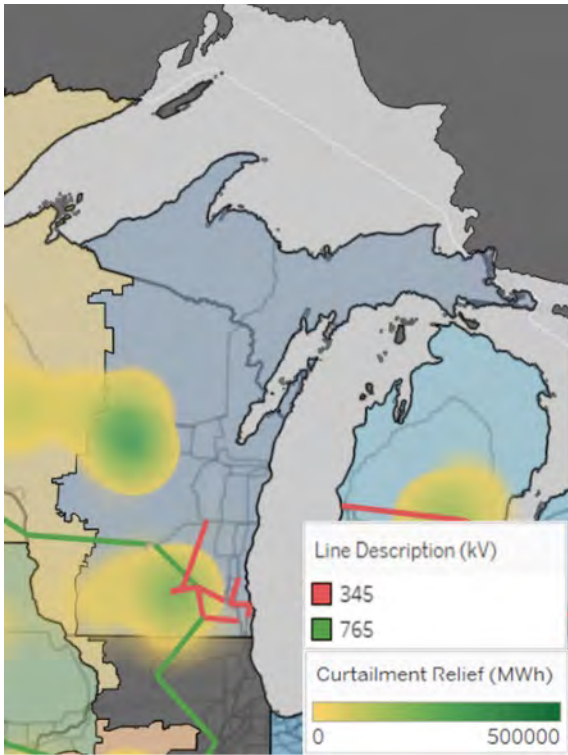 Line Description (kV)
345
765
Curtailment Relief (MWh)
0 500000